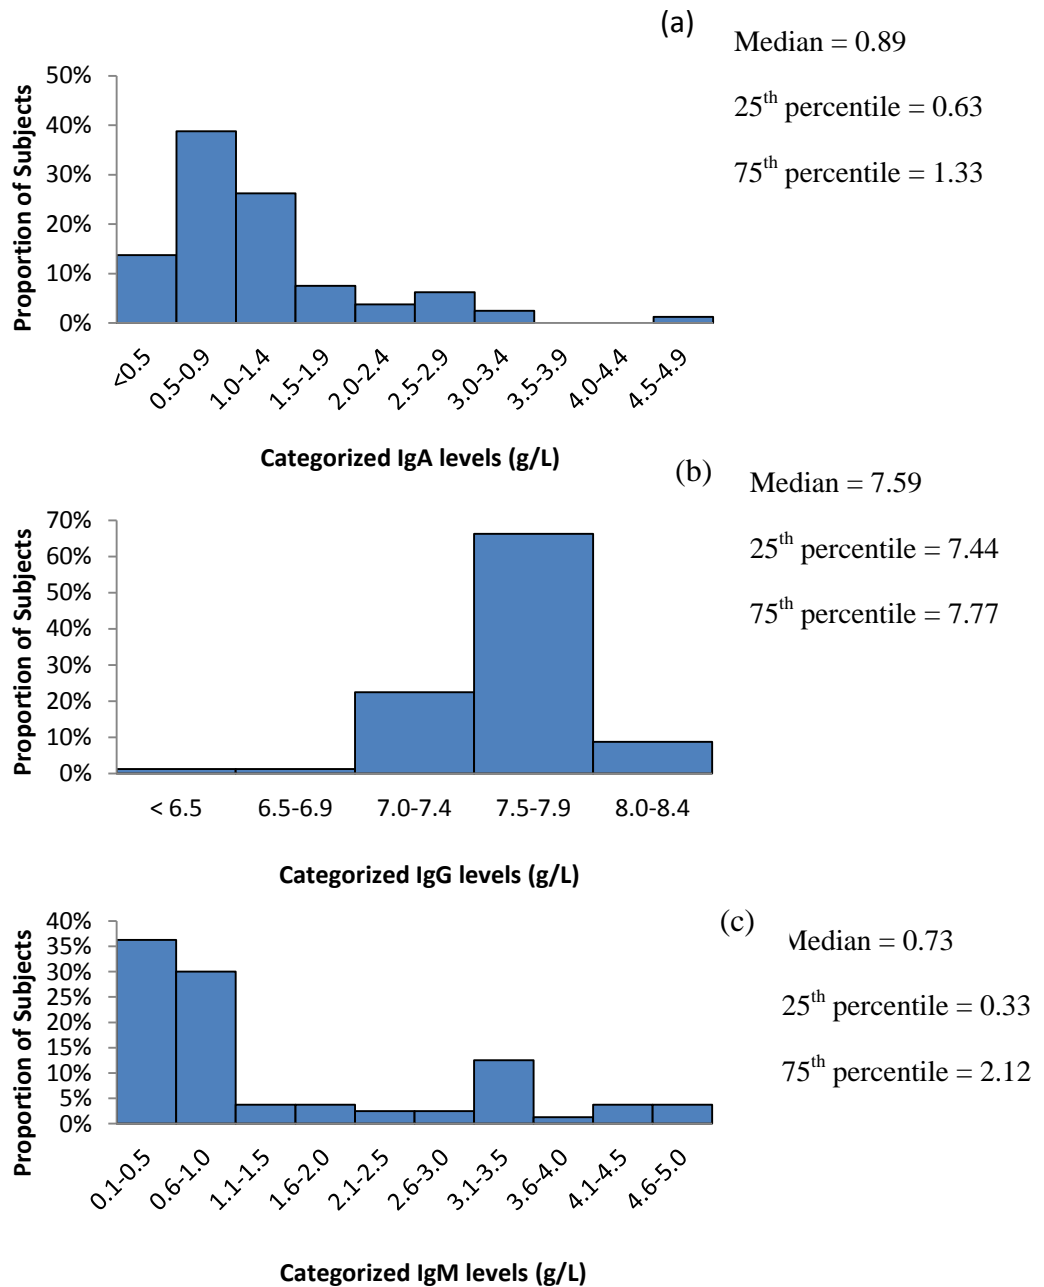 (a)
Median = 0.89
25th percentile = 0.63
75th percentile = 1.33
Proportion of Subjects
50%
40%
30%
20%
10%
0%
<0.5
0.5-0.9
1.0-1.4
1.5-1.9
2.0-2.4
2.5-2.9
3.0-3.4
3.5-3.9
4.0-4.4
4.5-4.9
Categorized IgA levels (g/L)
(b)
Median = 7.59
25th percentile = 7.44
75th percentile = 7.77
Proportion of Subjects
70%
60%
50%
40%
30%
20%
10%
0%
< 6.5
6.5-6.9
7.0-7.4
7.5-7.9
8.0-8.4
Categorized IgG levels (g/L)
(c)
Median = 0.73
25th percentile = 0.33
75th percentile = 2.12
Proportion of Subjects
40%
35%
30%
25%
20%
15%
10%
5%
0%
0.1-0.5
0.6-1.0
1.1-1.5
1.6-2.0
2.1-2.5
2.6-3.0
3.1-3.5
3.6-4.0
4.1-4.5
4.6-5.0
Categorized IgM levels (g/L)